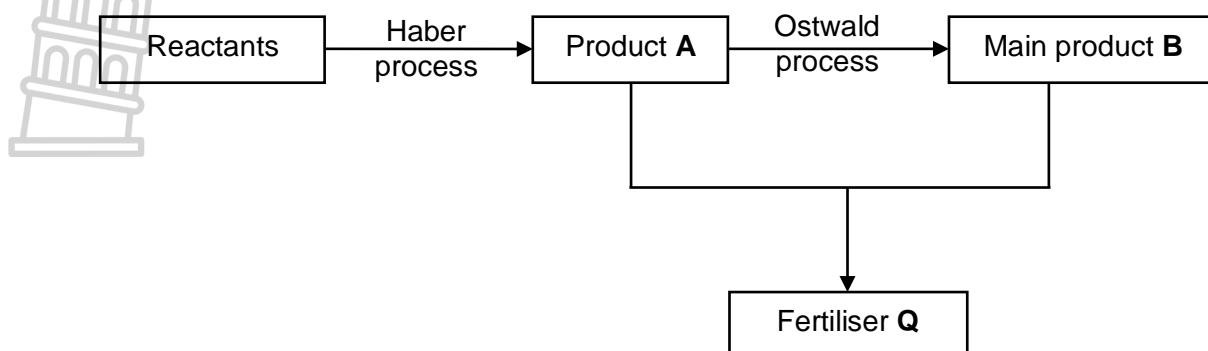 Reactants
Haber
process
Product A
Ostwald
process
Main product B
Fertiliser Q